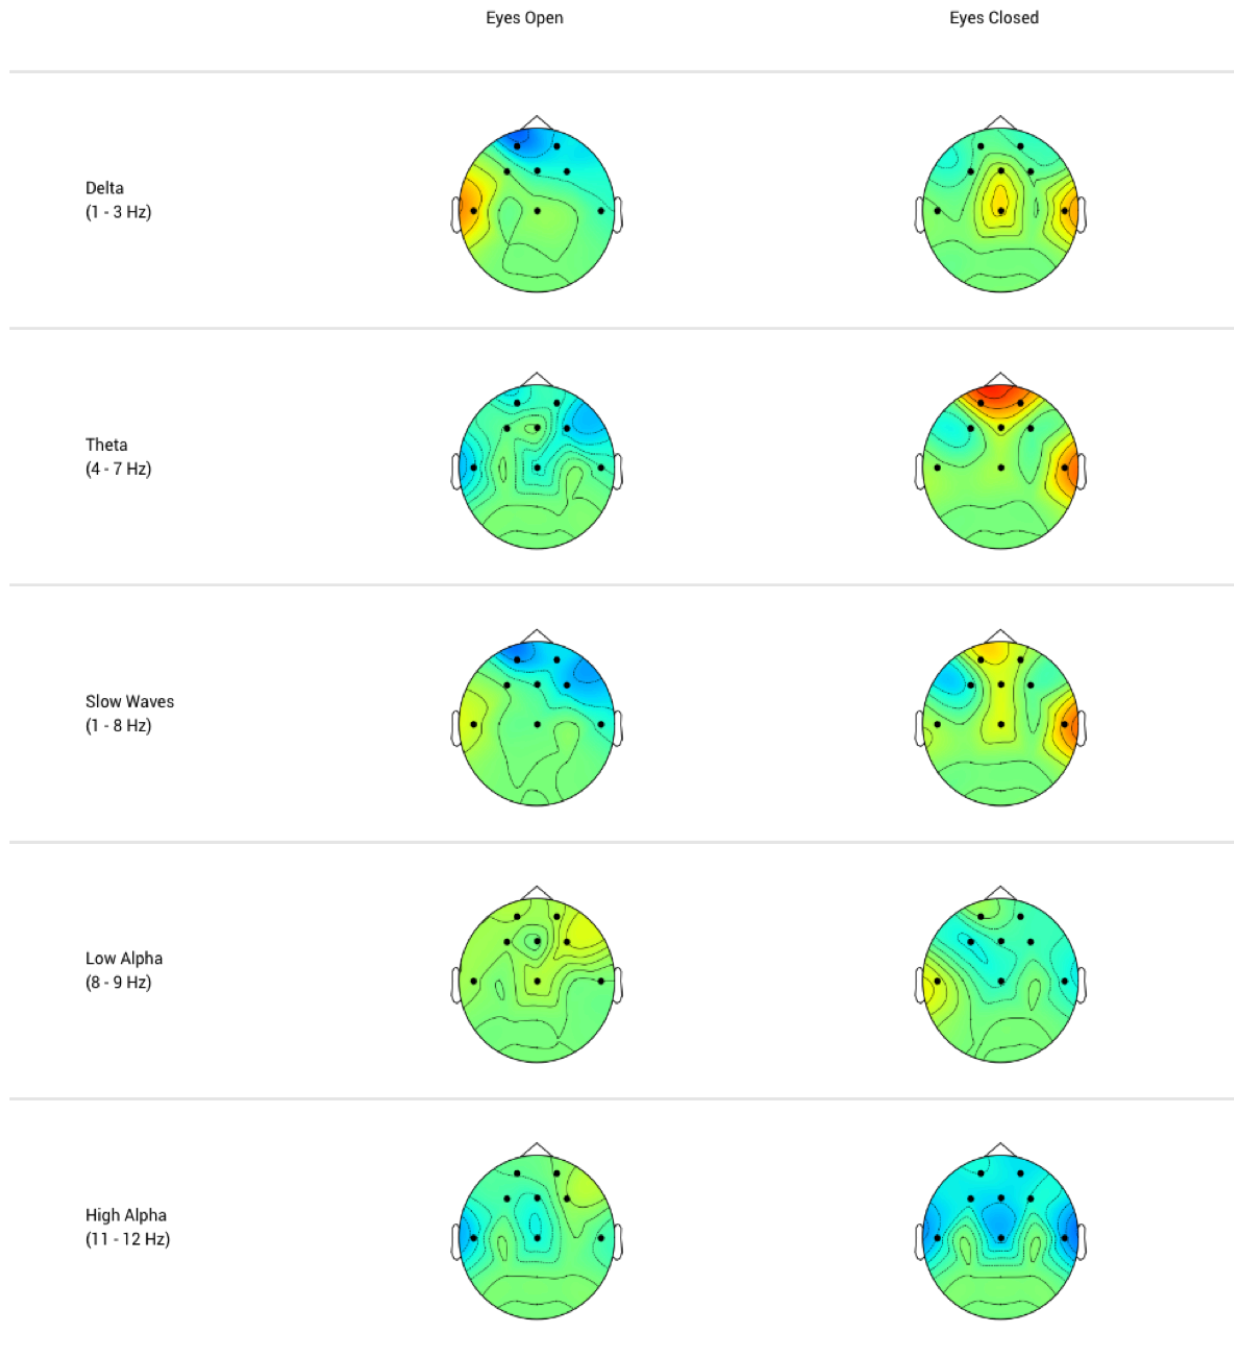 Eyes Open
Eyes Closed
Delta
(1 - 3 Hz)
Theta
(4 - 7 Hz)
Slow Waves
(1 - 8 Hz)
Low Alpha
(8 - 9 Hz)
High Alpha
(11 - 12 Hz)